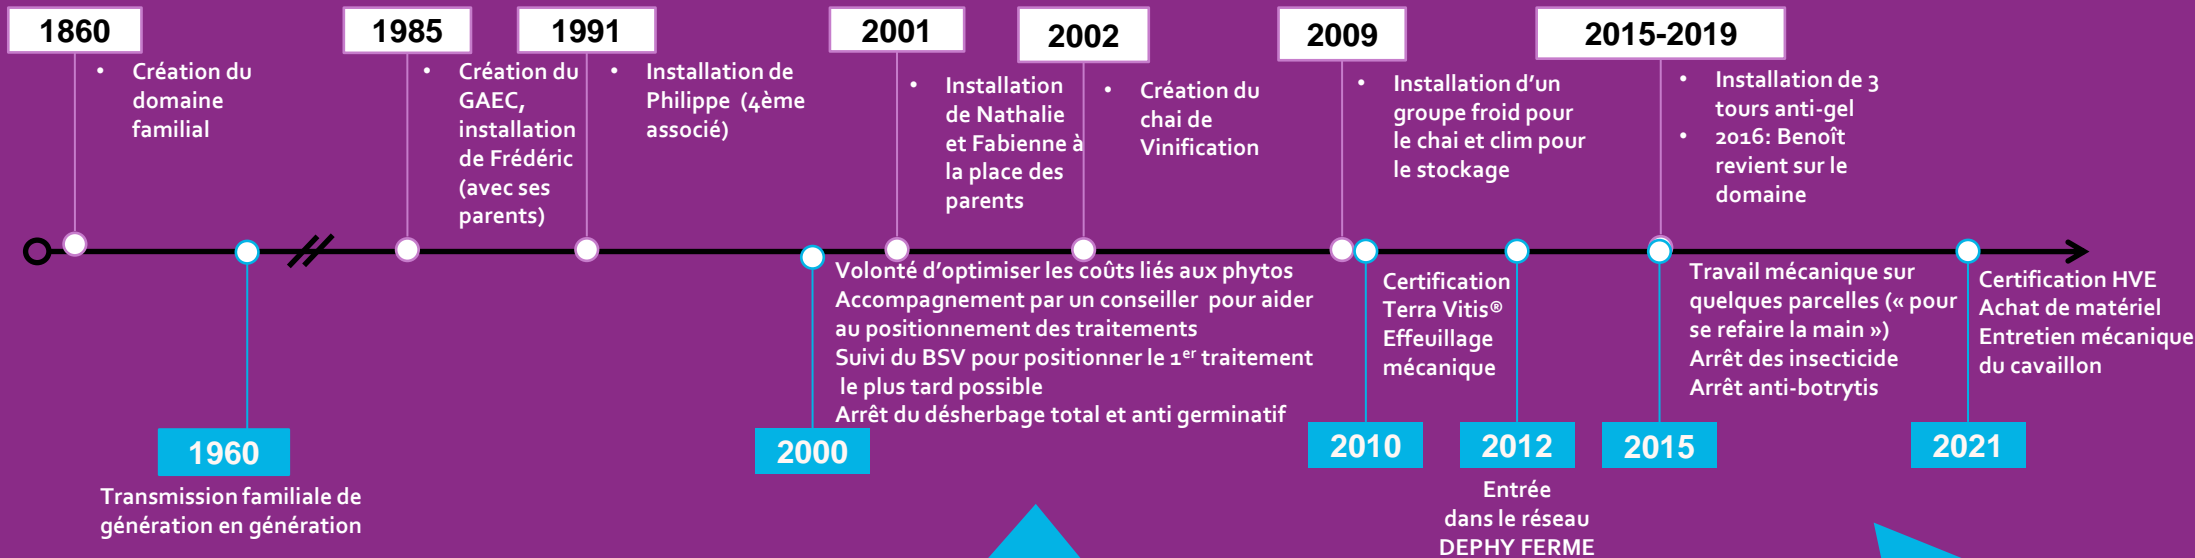 1860
• Création du
domaine
familial
1985
• Création du
GAEC,
installation
de Frédéric
(avec ses
parents)
1991
• Installation de
Philippe (4ème
associé)
2001
• Installation
de Nathalie
et Fabienne à
la place des
parents
2002
• Création du
chai de
Vinification
2009
• Installation d’un
groupe froid pour
le chai et clim pour
le stockage
2015-2019
• Installation de 3
tours anti-gel
• 2016: Benoît
revient sur le
domaine
1960
Transmission familiale de
génération en génération
Volonté d’optimiser les coûts liés aux phytos
Accompagnement par un conseiller pour aider
au positionnement des traitements
Suivi du BSV pour positionner le 1er traitement
le plus tard possible
Arrêt du désherbage total et anti germinatif
2000
Certification
Terra Vitis®
Effeuillage
mécanique
2010
2012
Entrée
dans le réseau
DEPHY FERME
Travail mécanique sur
quelques parcelles (« pour
se refaire la main »)
Arrêt des insecticide
Arrêt anti-botrytis
2015
Certification HVE
Achat de matériel
Entretien mécanique
du cavaillon
2021